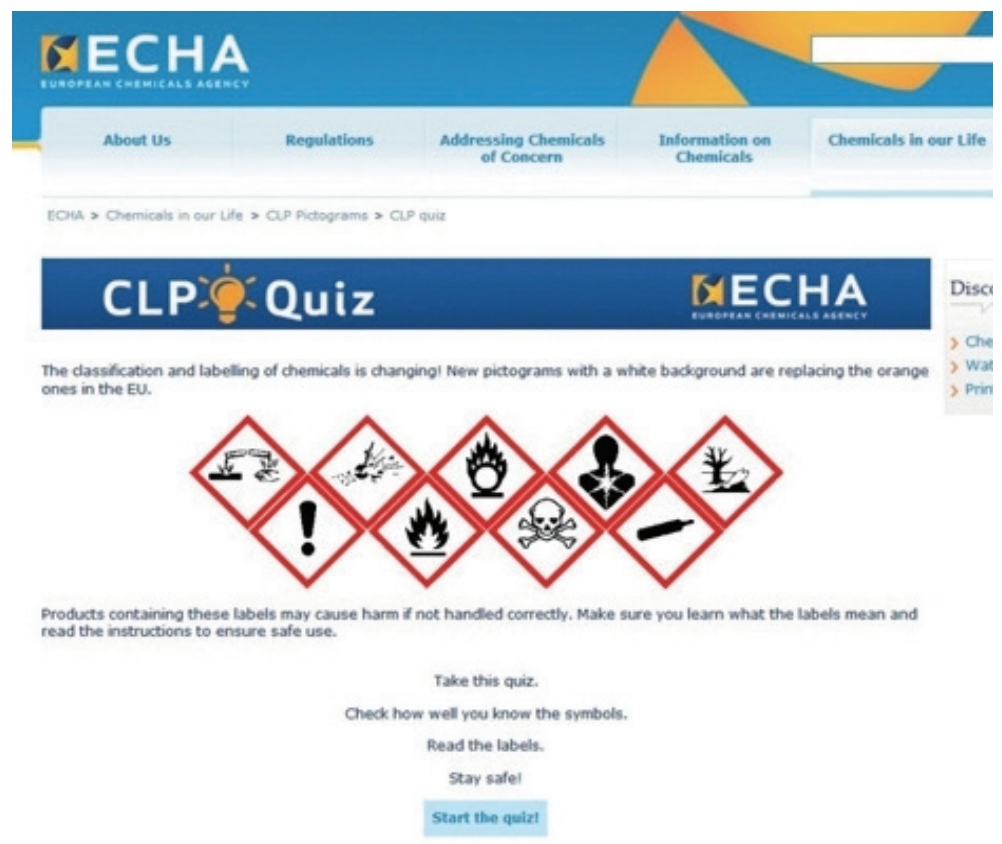 ECHA
EUROPEAN CHEMICALS AGENCY
About Us
Regulations
Addressing Chemicals
of Concern
Information on
Chemicals
Chemicals in our Life
ECHA > Chemicals in our Life > CLP Pictograms > CLP quiz
CLP Quiz
ECHA
EUROPEAN CHEMICALS AGENCY
Disco
> Che
> Wat
> Prin
The classification and labelling of chemicals is changing! New pictograms with a white background are replacing the orange
ones in the EU.
Products containing these labels may cause harm if not handled correctly. Make sure you learn what the labels mean and
read the instructions to ensure safe use.
Take this quiz.
Check how well you know the symbols.
Read the labels.
Stay safe!
Start the quiz!